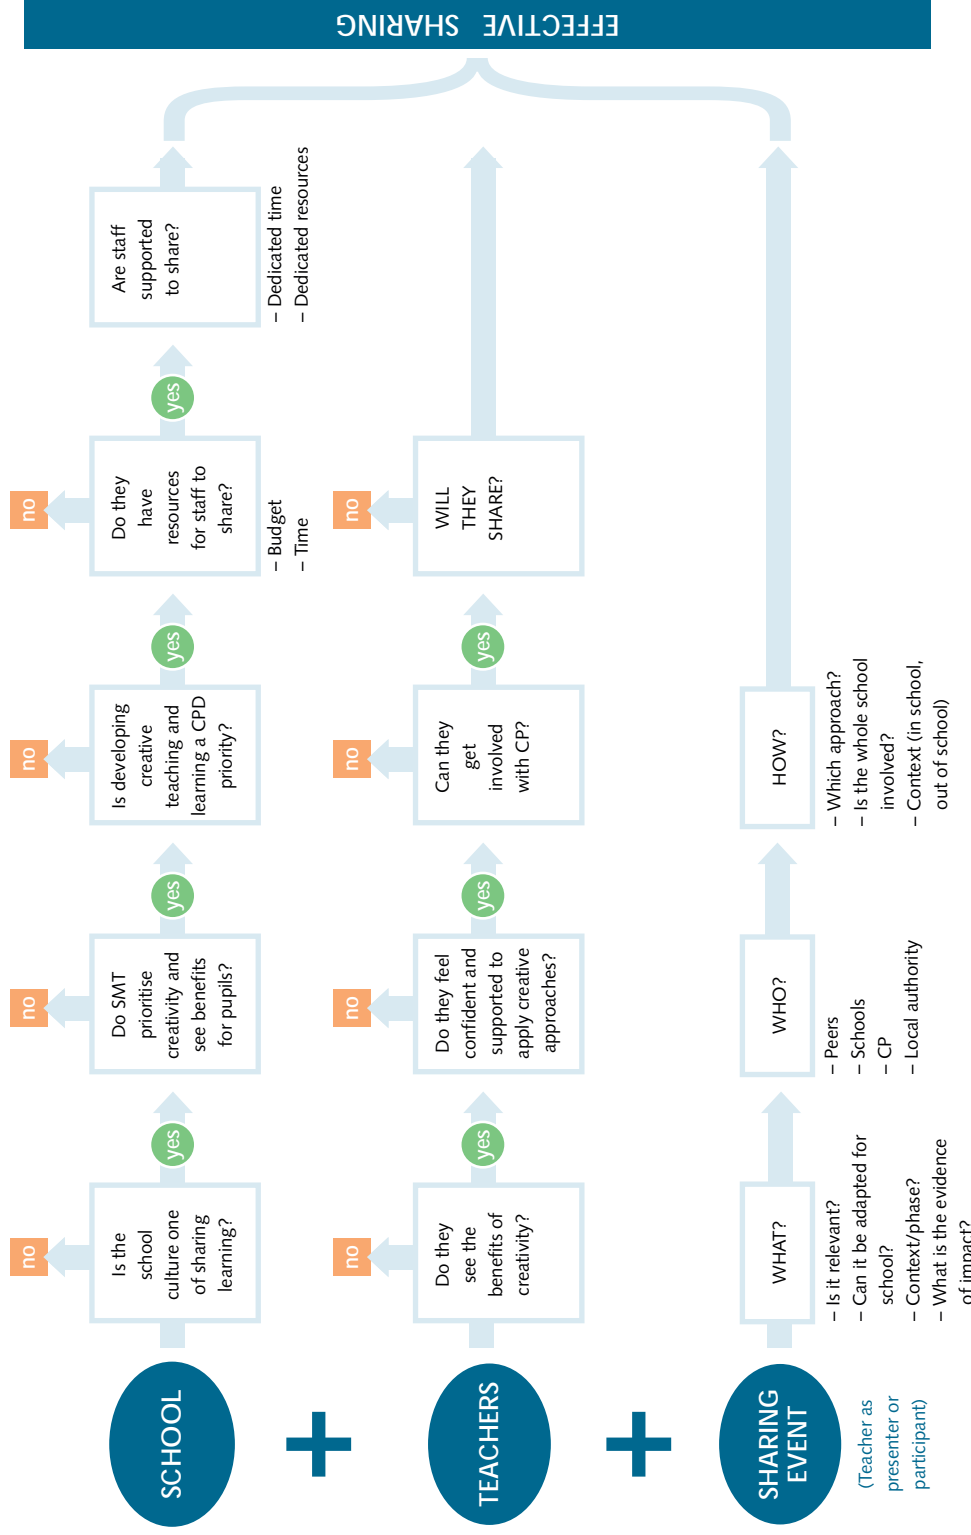 SCHOOL
no
Is the
school
culture one
of sharing
learning?
yes
no
Do SMT
prioritise
creativity and
see benefits
for pupils?
yes
no
Is developing
creative
teaching and
learning a CPD
priority?
yes
no
Do they
have
resources
for staff to
share?
– Budget
– Time
yes
Are staff
supported
to share?
– Dedicated time
– Dedicated resources
TEACHERS
no
Do they
see the
benefits of
creativity?
yes
no
Do they feel
confident and
supported to
apply creative
approaches?
yes
no
Can they
get
involved
with CP?
yes
no
WILL
THEY
SHARE?
SHARING
EVENT
(Teacher as
presenter or
participant)
WHAT?
– Is it relevant?
– Can it be adapted for
school?
– Context/phase?
– What is the evidence
of impact?
WHO?
– Peers
– Schools
– CP
– Local authority
HOW?
– Which approach?
– Is the whole school
involved?
– Context (in school,
out of school)
EFFECTIVE SHARING